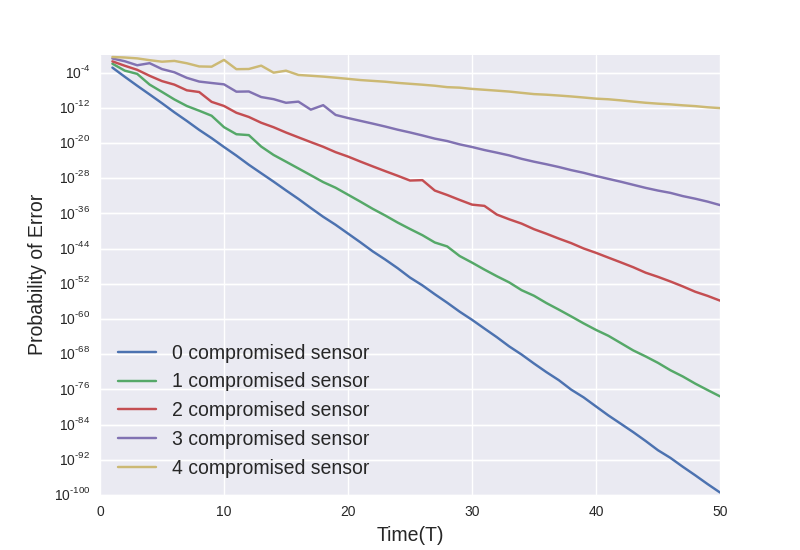 10^-4
10^-12
10^-20
10^-28
10^-36
10^-44
10^-52
10^-60
10^-68
10^-76
10^-84
10^-92
10^-100
Probability of Error
0 compromised sensor
1 compromised sensor
2 compromised sensor
3 compromised sensor
4 compromised sensor
0 10 20 30 40 50
Time(T)